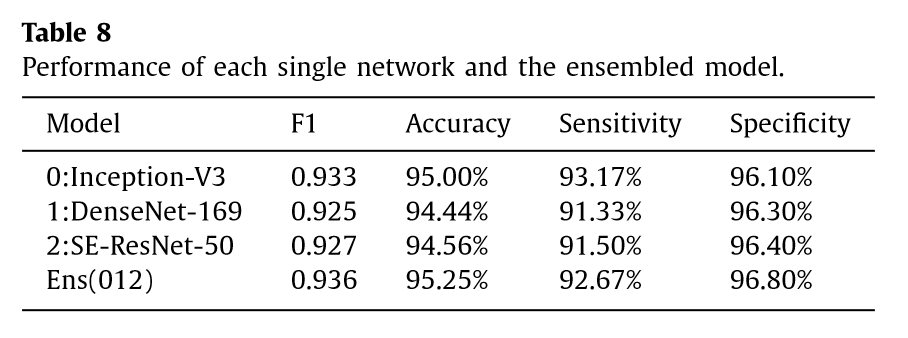 Table 8
Performance of each single network and the ensembled model.
Model F1 Accuracy Sensitivity Specificity
0:Inception-V3 0.933 95.00% 93.17% 96.10%
1:DenseNet-169 0.925 94.44% 91.33% 96.30%
2:SE-ResNet-50 0.927 94.56% 91.50% 96.40%
Ens(012) 0.936 95.25% 92.67% 96.80%